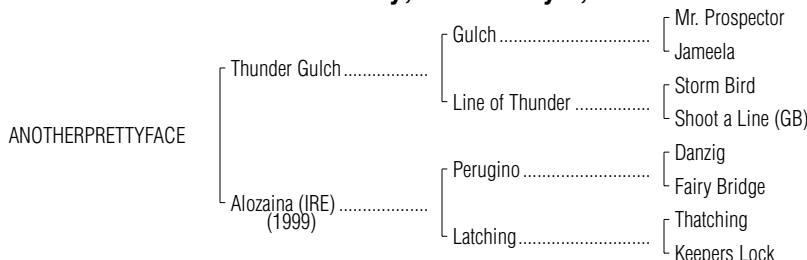 Mr. Prospector
Gulch
Jameela
Thunder Gulch
Storm Bird
Line of Thunder
Shoot a Line (GB)
ANOTHERPRETTYFACE
Danzig
Perugino
Fairy Bridge
Alozaina (IRE)
(1999)
Thatching
Latching
Keepers Lock